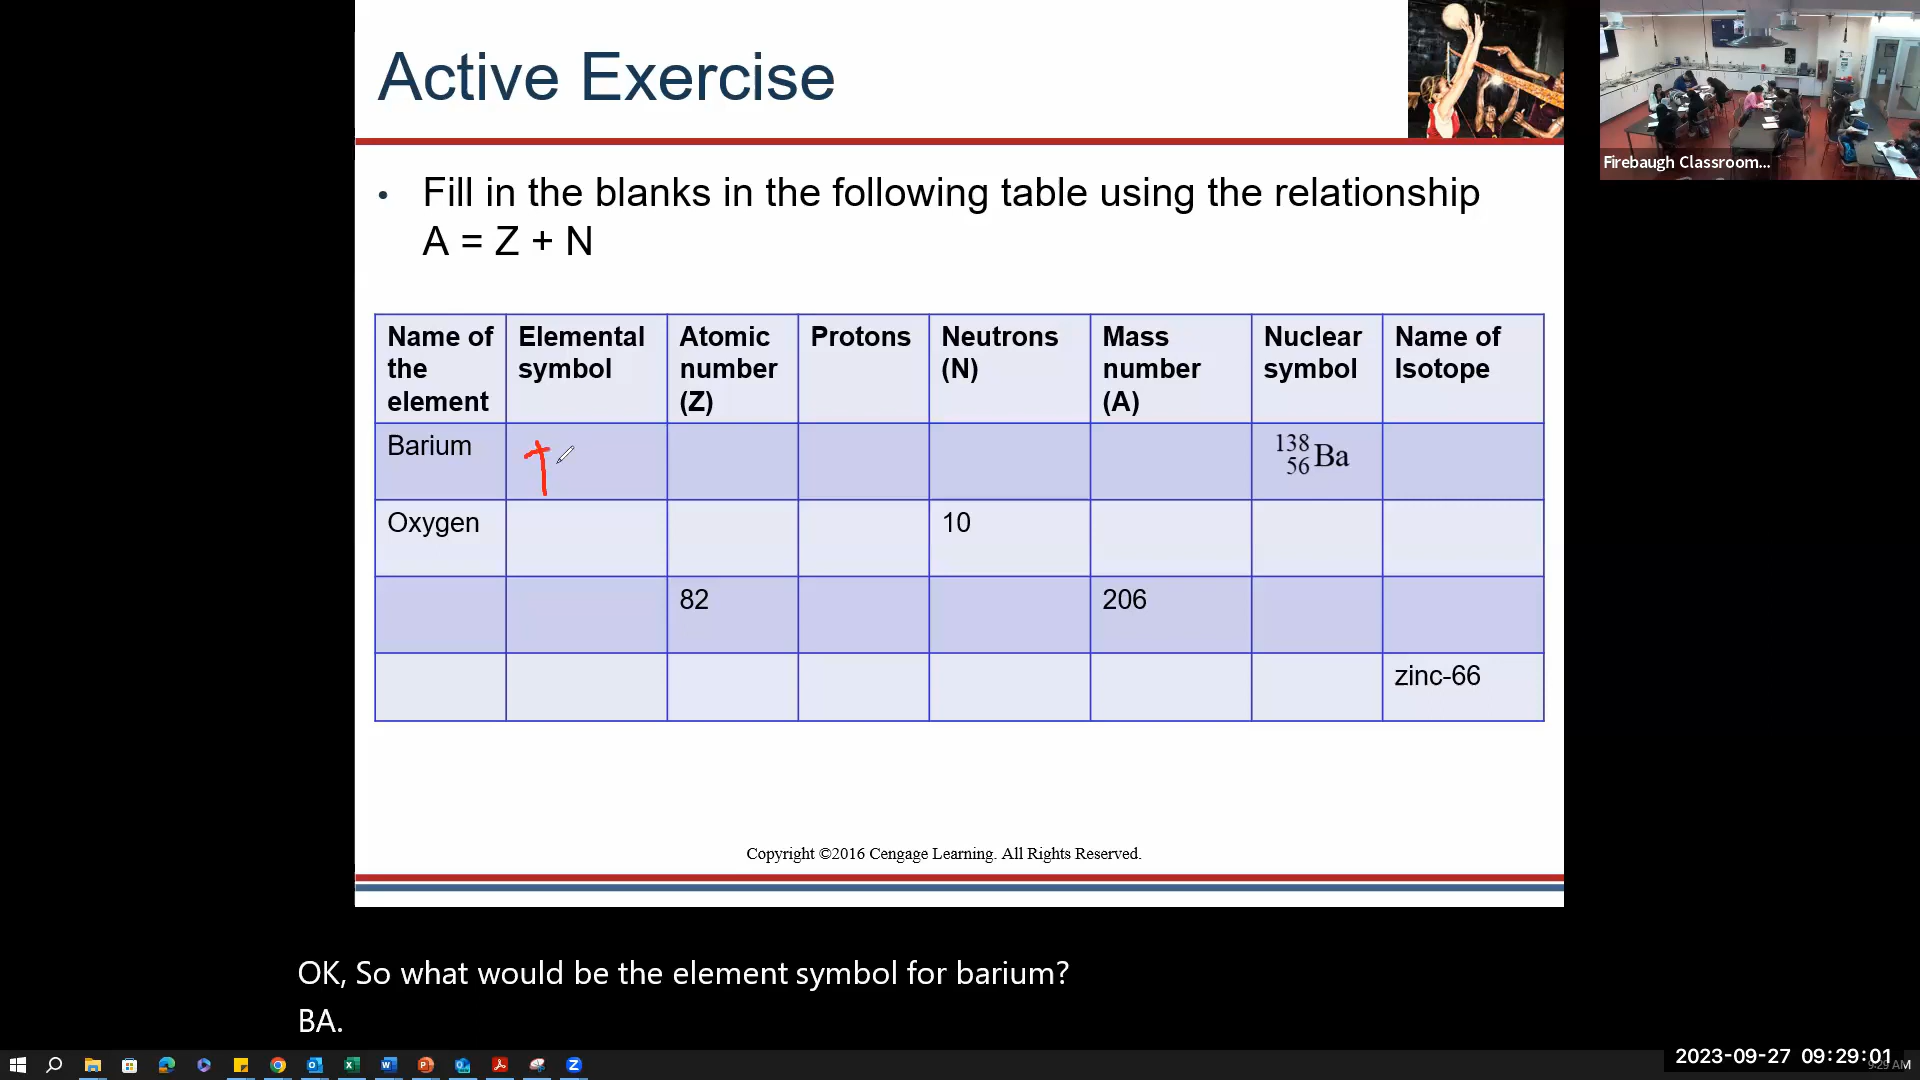 Active Exercise
Firebaugh Classroom...
• Fill in the blanks in the following table using the relationship
A = Z + N
Name of the element Elemental symbol Atomic number (Z) Protons Neutrons (N) Mass number (A) Nuclear symbol Name of Isotope
Barium 138 56 Ba
Oxygen 10
82 206
zinc-66
Copyright ©2016 Cengage Learning. All Rights Reserved.
OK, So what would be the element symbol for barium?
BA.
2023-09-27 09:29:01
9:29 AM